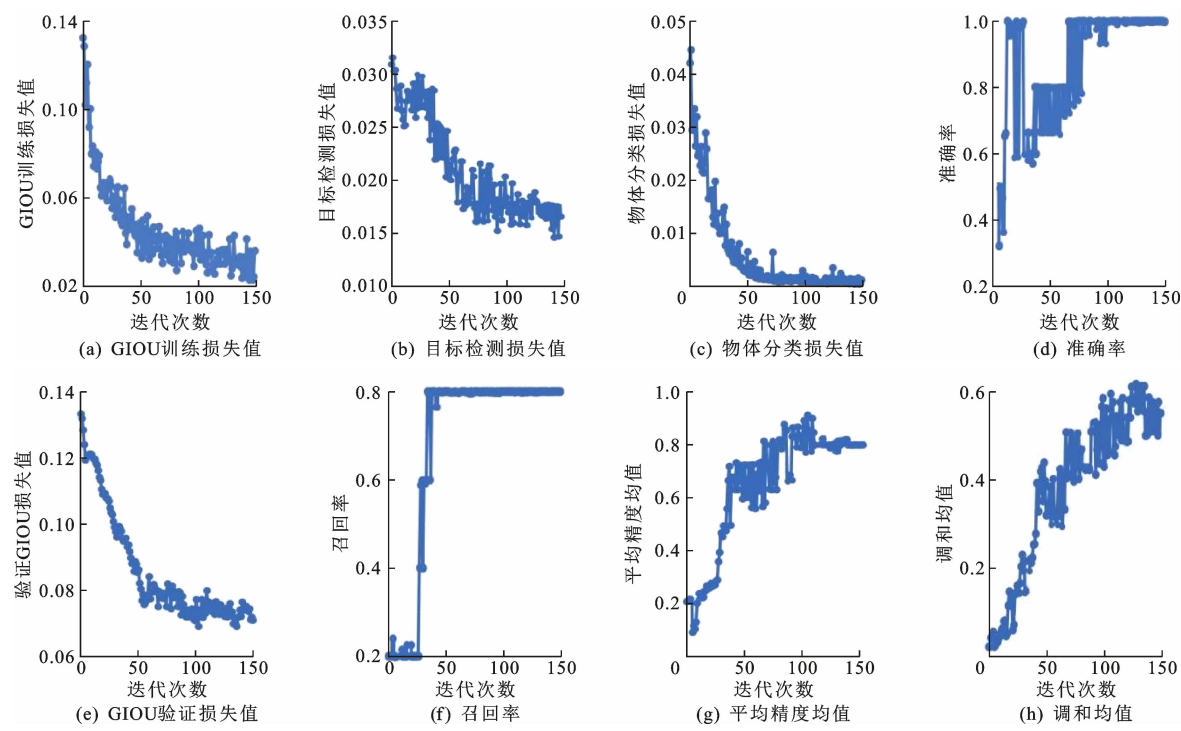 0.14
0.10
0.06
0.02
0
50
100
150
GIOU训练损失值
迭代次数
(a) GIOU训练损失值
0.035
0.030
0.025
0.020
0.015
0.010
0
50
100
150
目标检测损失值
迭代次数
(b) 目标检测损失值
0.05
0.04
0.03
0.02
0.01
0
50
100
150
物体分类损失值
迭代次数
(c) 物体分类损失值
1.0
0.8
0.6
0.4
0.2
0
50
100
150
准确率
迭代次数
(d) 准确率
0.14
0.12
0.10
0.08
0.06
0
50
100
150
验证GIOU损失值
迭代次数
(e) GIOU验证损失值
0.8
0.6
0.4
0.2
0
50
100
150
召回率
迭代次数
(f) 召回率
1.0
0.8
0.6
0.4
0.2
0
50
100
150
平均精度均值
迭代次数
(g) 平均精度均值
0.6
0.4
0.2
0
50
100
150
调和均值
迭代次数
(h) 调和均值